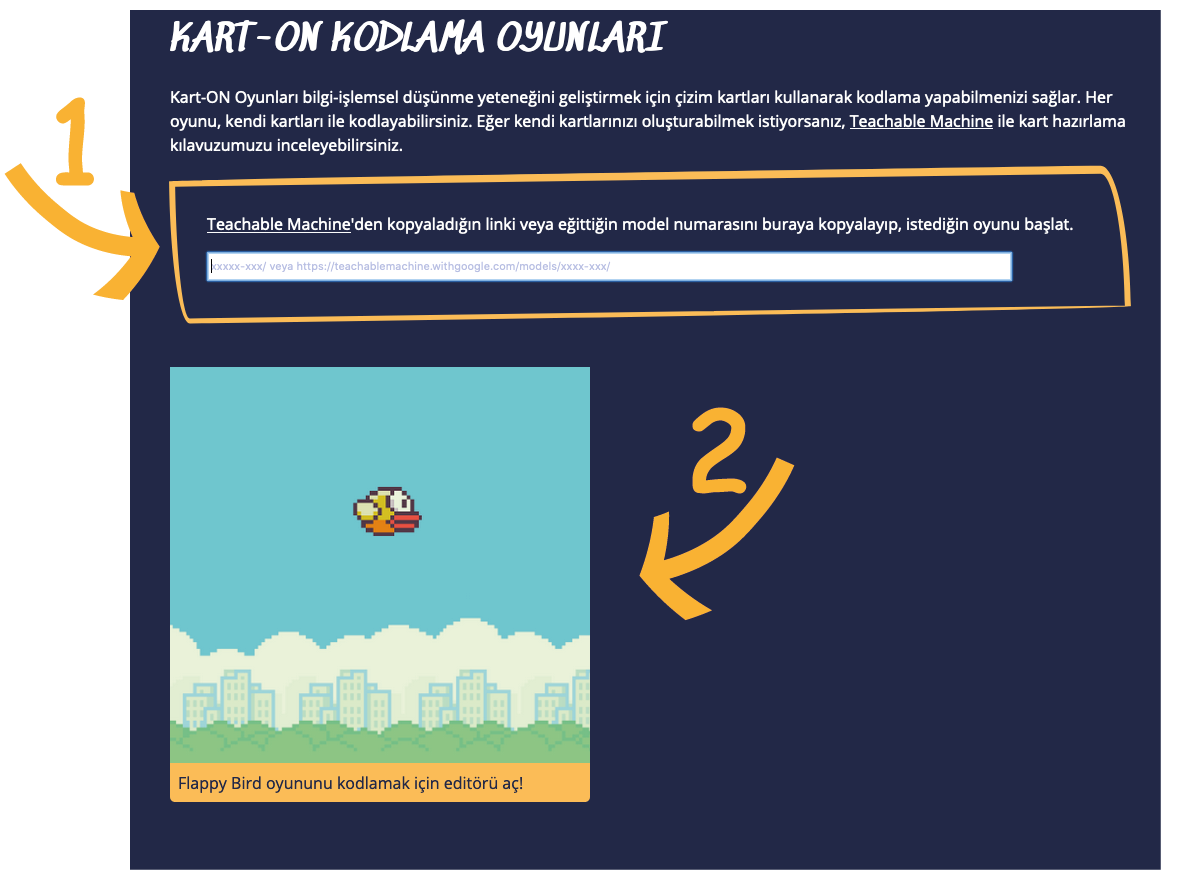 KART-ON KODLAMA OYUNLARI
Kart-ON Oyunları bilgi-işlemsel düşünme yeteneğini geliştirmek için çizim kartları kullanarak kodlama yapabilmenizi sağlar. Her
oyunu, kendi kartları ile kodlayabilirsiniz. Eğer kendi kartlarınızı oluşturabilmek istiyorsanız, Teachable Machine ile kart hazırlama
kılavuzumuzu inceleyebilirsiniz.
1
Teachable Machine'den kopyaladığın linki veya eğittiğin model numarasını buraya kopyalayıp, istediğin oyunu başlat.
xxxxx-xxx/ veya https://teachablemachine.withgoogle.com/models/xxxx-xxx/
2
Flappy Bird oyununu kodlamak için editörü aç!